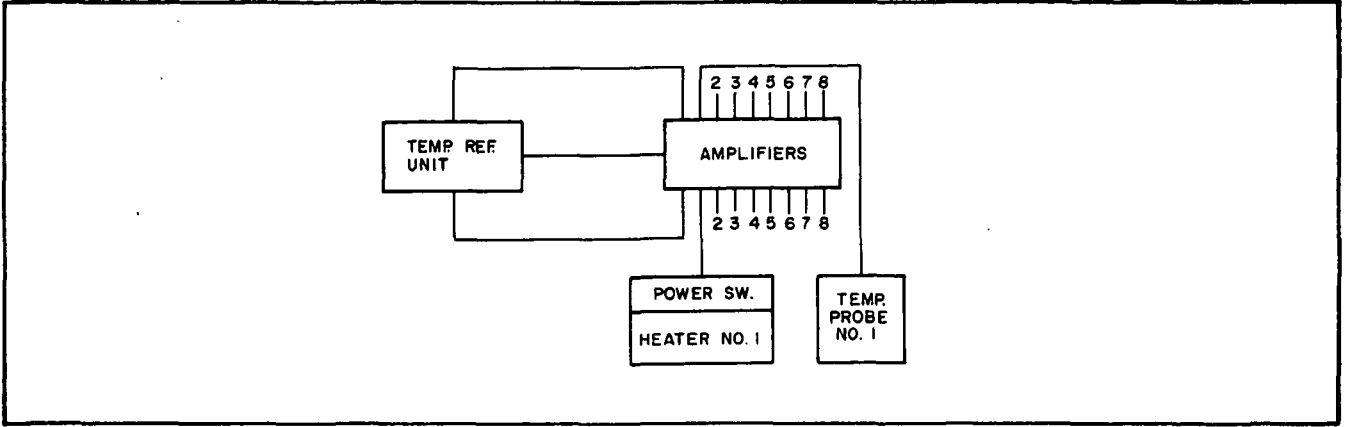 2 3 4 5 6 7 8
TEMP. REF.
UNIT
AMPLIFIERS
2 3 4 5 6 7 8
POWER SW.
HEATER NO. 1
TEMP.
PROBE
NO. 1